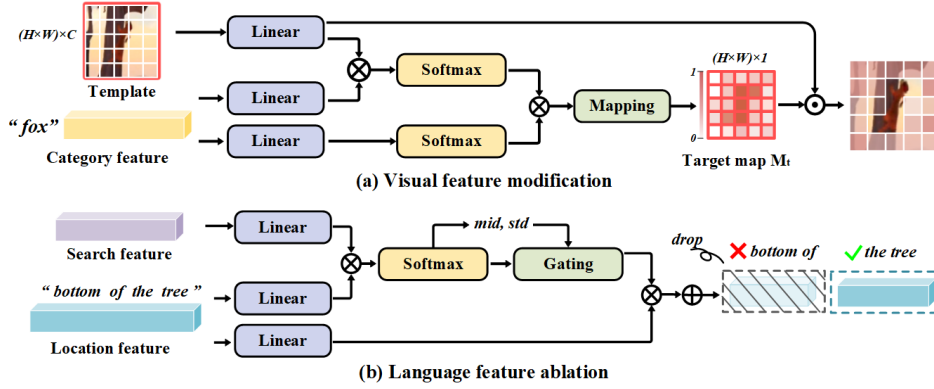 (H×W)×C
Template
“ fox”
Category feature
Linear
Linear
Linear
Softmax
Softmax
Mapping
(H×W)×1
1
0
Target map Mt
(a) Visual feature modification
Search feature
“ bottom of the tree ”
Location feature
Linear
Linear
Linear
Softmax
mid, std
Gating
drop
bottom of
the tree
(b) Language feature ablation